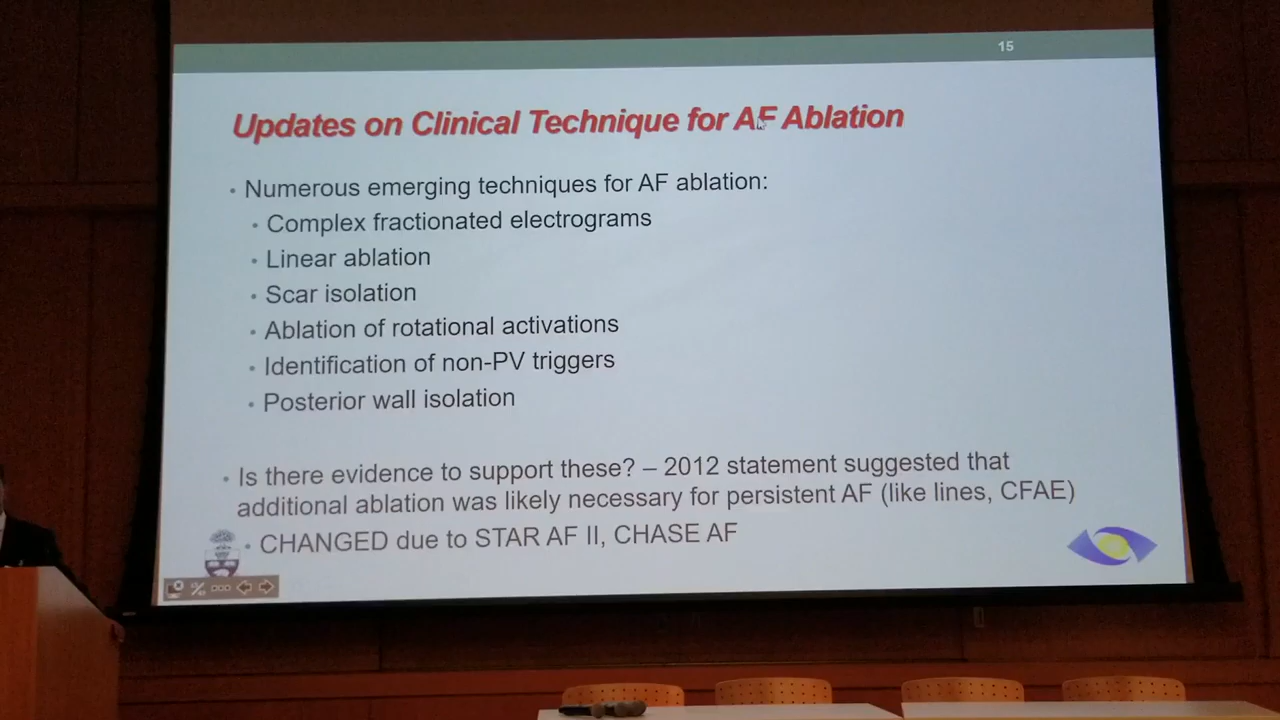 15
Updates on Clinical Technique for AF Ablation
• Numerous emerging techniques for AF ablation:
• Complex fractionated electrograms
• Linear ablation
• Scar isolation
• Ablation of rotational activations
• Identification of non-PV triggers
• Posterior wall isolation
• Is there evidence to support these? – 2012 statement suggested that
additional ablation was likely necessary for persistent AF (like lines, CFAE)
• CHANGED due to STAR AF II, CHASE AF